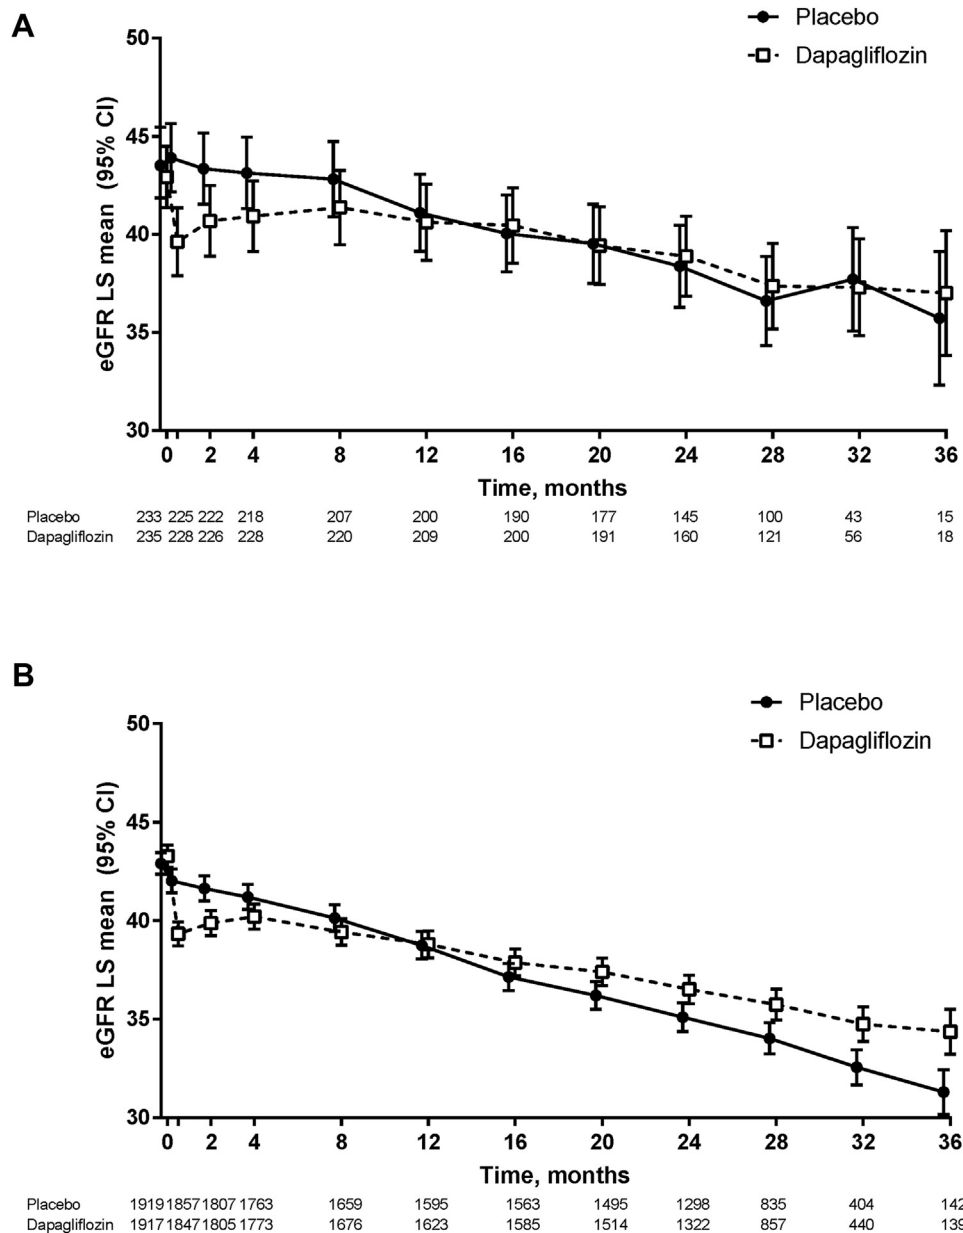 A
Placebo
Dapagliflozin
50
45
40
35
30
eGFR LS mean (95% CI)
0 2 4 8 12 16 20 24 28 32 36
Time, months
Placebo 233 225 222 218 207 200 190 177 145 100 43 15
Dapagliflozin 235 228 226 228 220 209 200 191 160 121 56 18
B
Placebo
Dapagliflozin
50
45
40
35
30
eGFR LS mean (95% CI)
0 2 4 8 12 16 20 24 28 32 36
Time, months
Placebo 1919 1857 1807 1763 1659 1595 1563 1495 1298 835 404 142
Dapagliflozin 1917 1847 1805 1773 1676 1623 1585 1514 1322 857 440 139